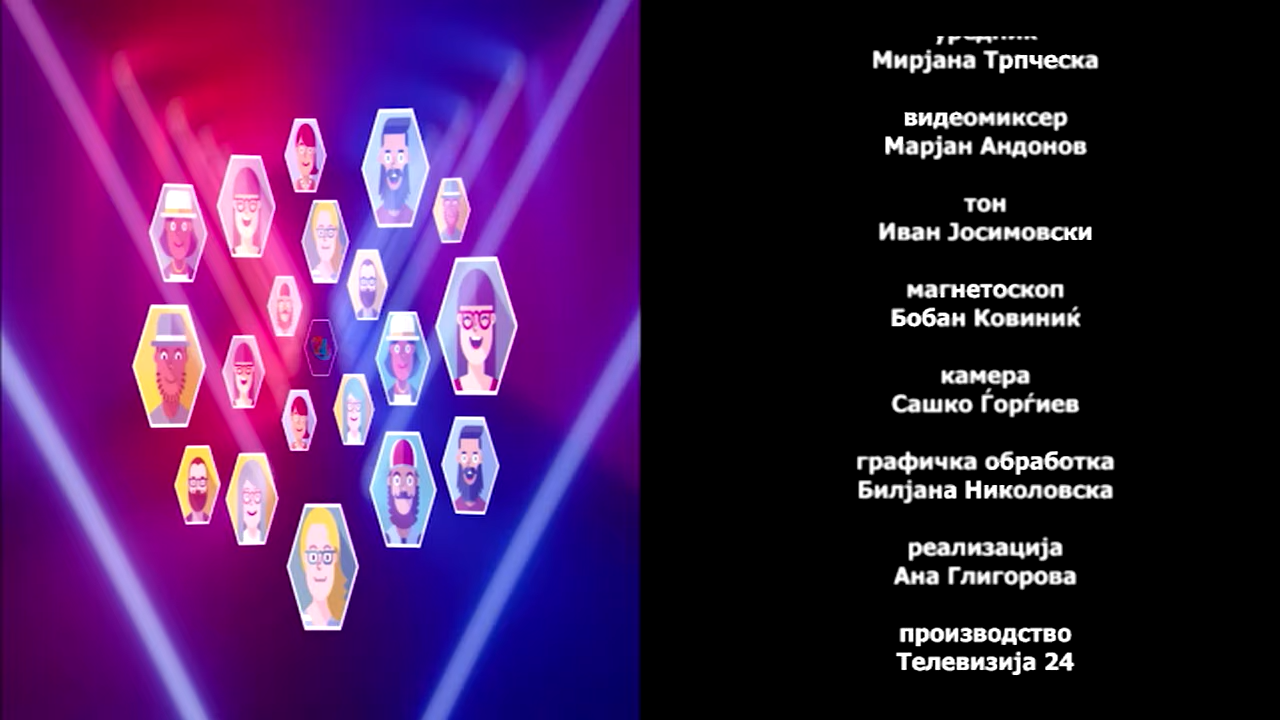 уредник
Мирјана Трпческа
видеомиксер
Марјан Андонов
тон
Иван Јосимовски
магнетоскоп
Бобан Ковиниќ
камера
Сашко Ѓорѓиев
графичка обработка
Билјана Николовска
реализација
Ана Глигорова
производство
Телевизија 24